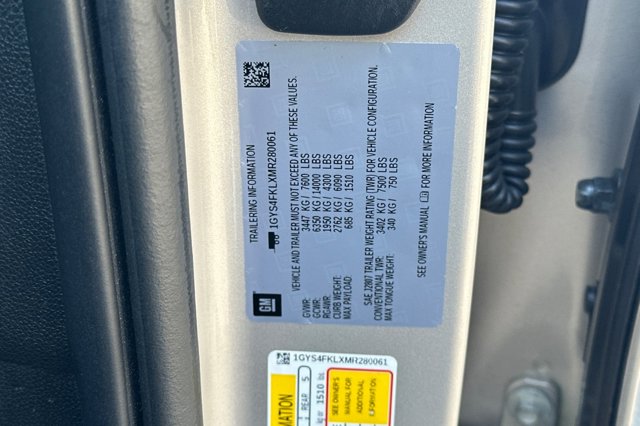 TRAILERING INFORMATION
1GYS4FKLXMR280061
VEHICLE AND TRAILER MUST NOT EXCEED ANY OF THESE VALUES.
GVWR: 3447 KG / 7600 LBS
GCWR: 6350 KG / 14000 LBS
RGAWR: 1950 KG / 4300 LBS
CURB WEIGHT: 2762 KG / 6090 LBS
MAX PAYLOAD: 685 KG / 1510 LBS
SAE J2807 TRAILER WEIGHT RATING (TWR) FOR VEHICLE CONFIGURATION.
CONVENTIONAL TWR: 3402 KG / 7500 LBS
MAX TONGUE WEIGHT: 340 KG / 750 LBS
SEE OWNER'S MANUAL FOR MORE INFORMATION
GM
1GYS4FKLXMR280061
REAR 5
kg or 1510 lbs.
SEE OWNER'S
MANUAL FOR
ADDITIONAL
INFORMATION